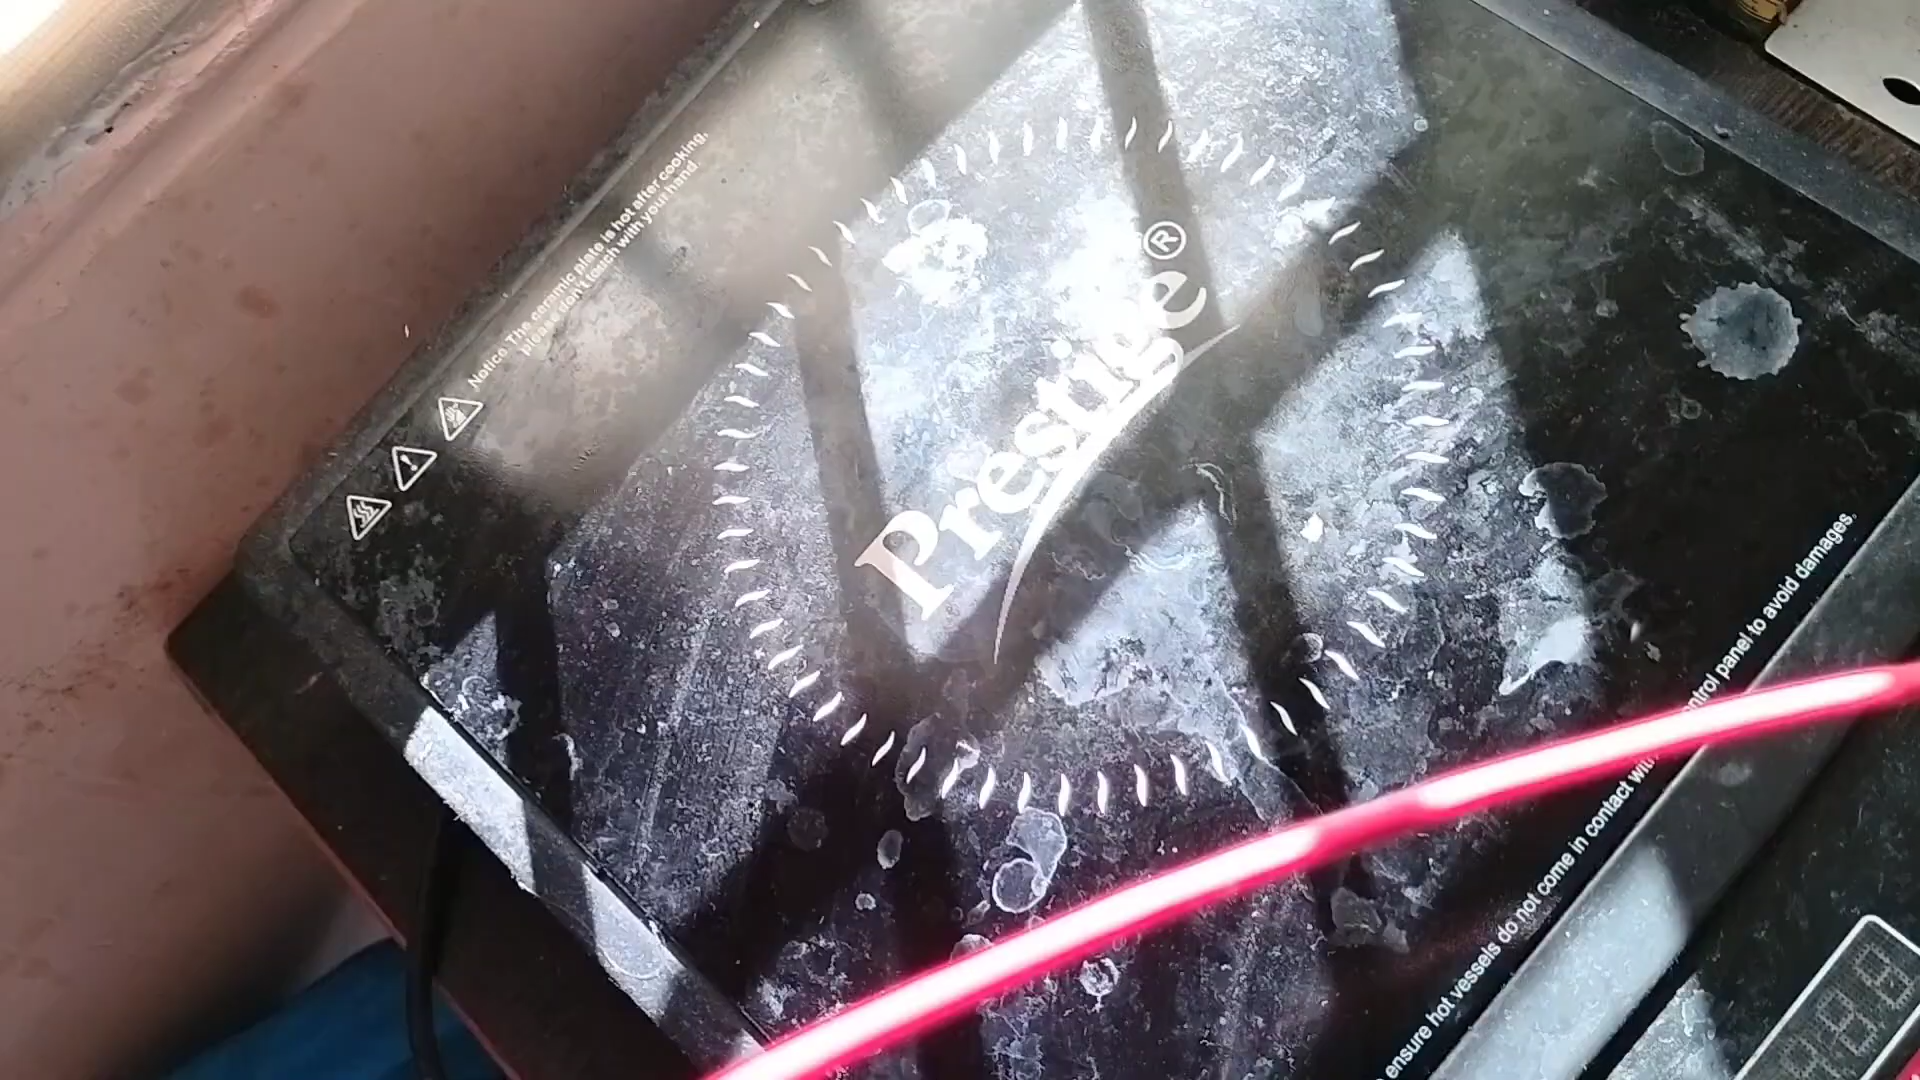 Notice: The ceramic plate is hot after cooking,
please don't touch with your hand.
Prestige®
ensure hot vessels do not come in contact with control panel to avoid damages.